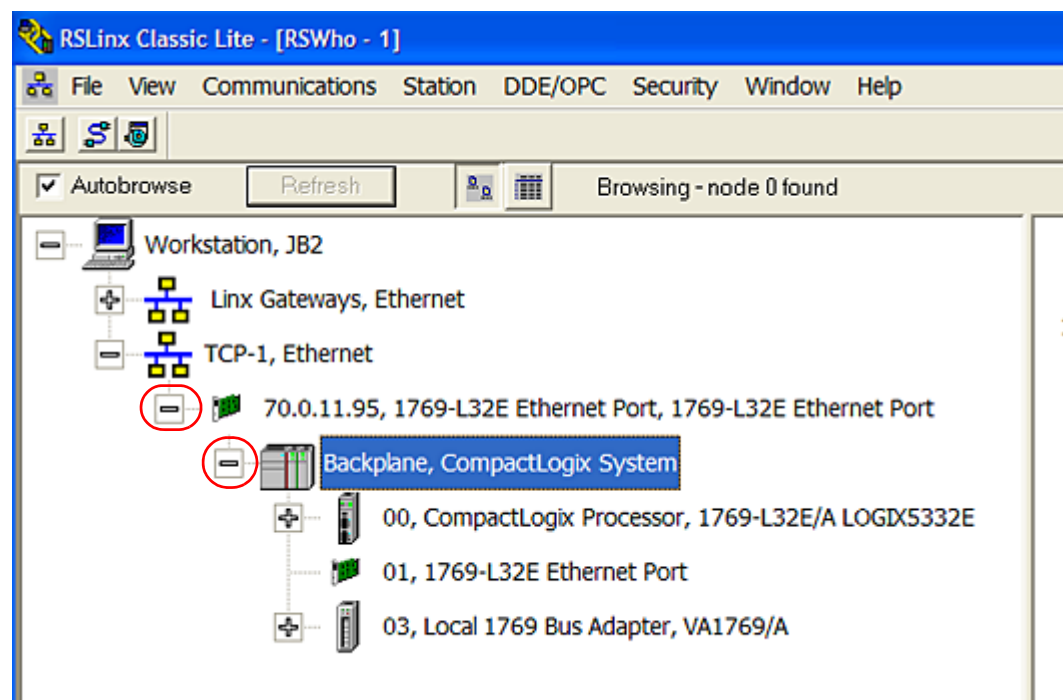 RSLinx Classic Lite - [RSWho - 1]
File View Communications Station DDE/OPC Security Window Help
Autobrowse Refresh Browsing - node 0 found
Workstation, JB2
Linx Gateways, Ethernet
TCP-1, Ethernet
70.0.11.95, 1769-L32E Ethernet Port, 1769-L32E Ethernet Port
Backplane, CompactLogix System
00, CompactLogix Processor, 1769-L32E/A LOGIX5332E
01, 1769-L32E Ethernet Port
03, Local 1769 Bus Adapter, VA1769/A